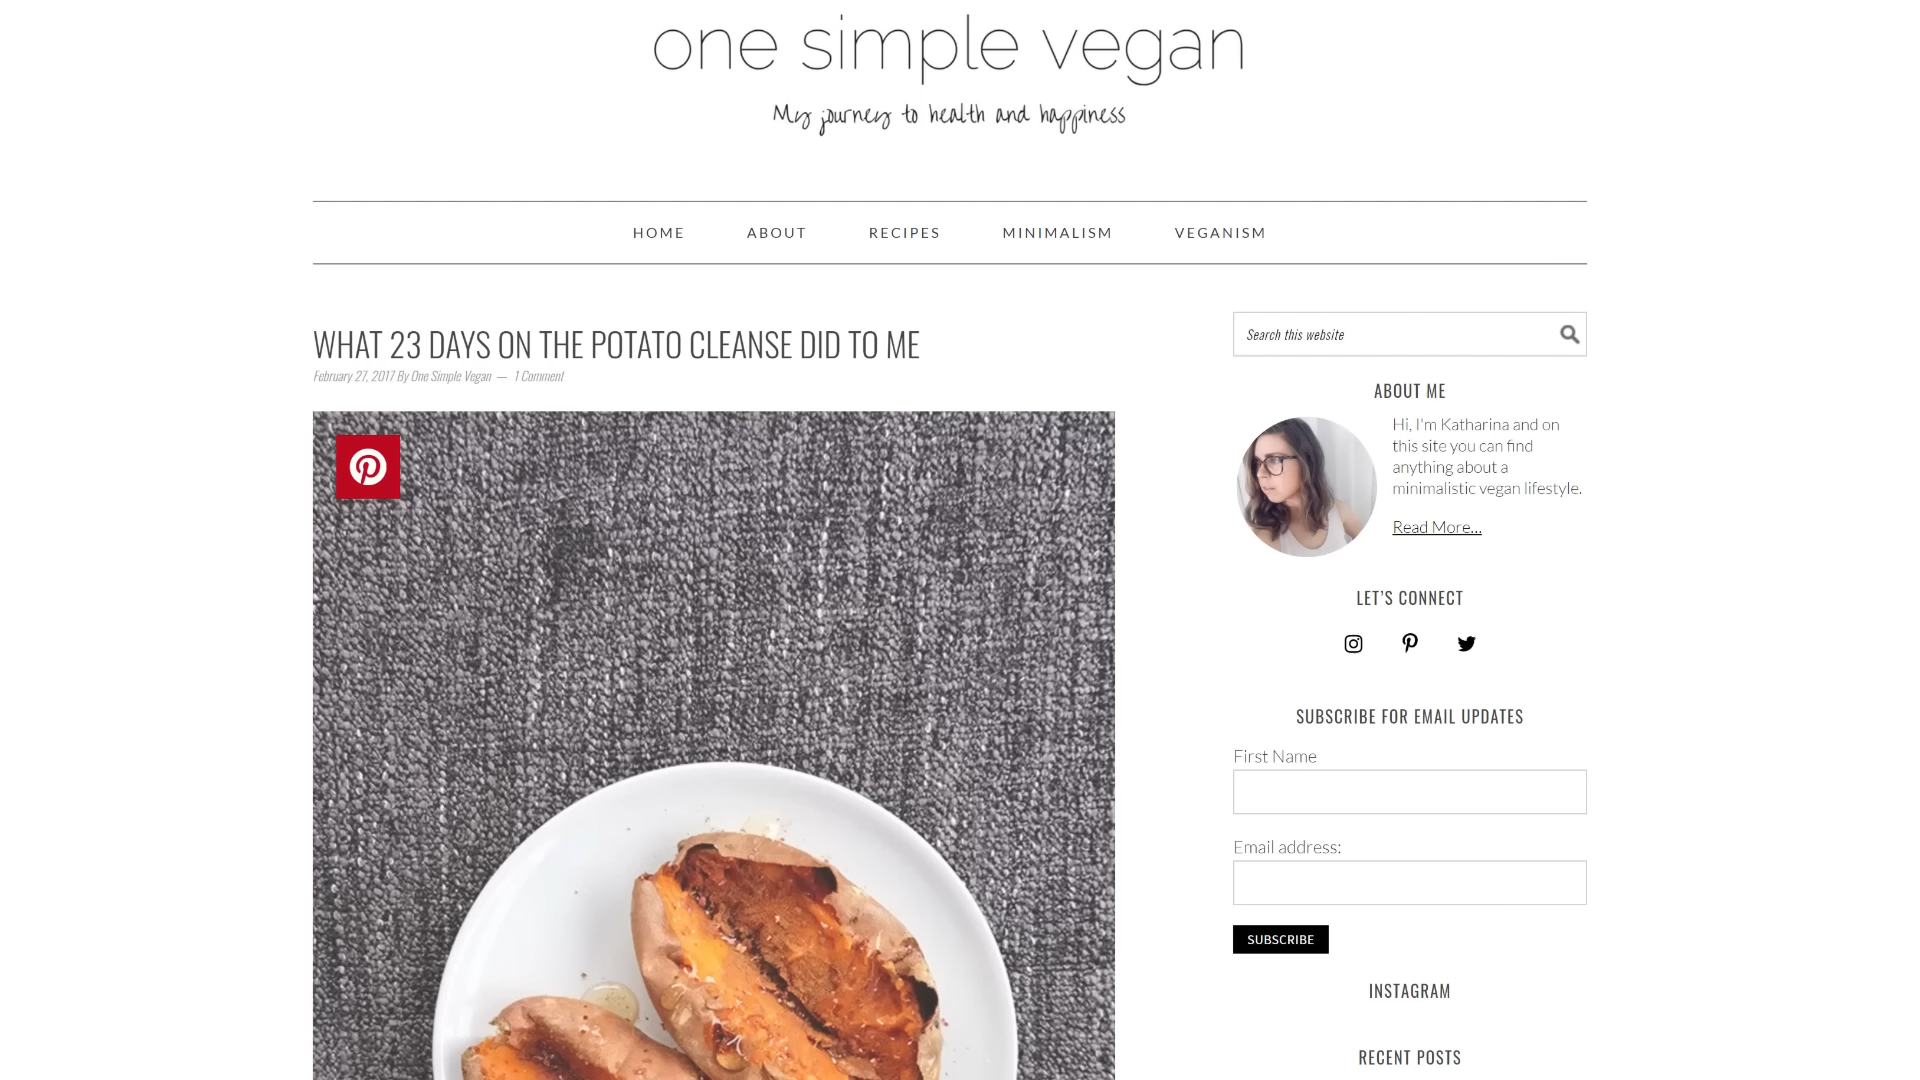 one simple vegan
My journey to health and happiness
HOME ABOUT RECIPES MINIMALISM VEGANISM
WHAT 23 DAYS ON THE POTATO CLEANSE DID TO ME
February 27, 2017 By One Simple Vegan — 1 Comment
Search this website
ABOUT ME
Hi, I'm Katharina and on
this site you can find
anything about a
minimalistic vegan lifestyle.
Read More...
LET'S CONNECT
SUBSCRIBE FOR EMAIL UPDATES
First Name
Email address:
SUBSCRIBE
INSTAGRAM
RECENT POSTS